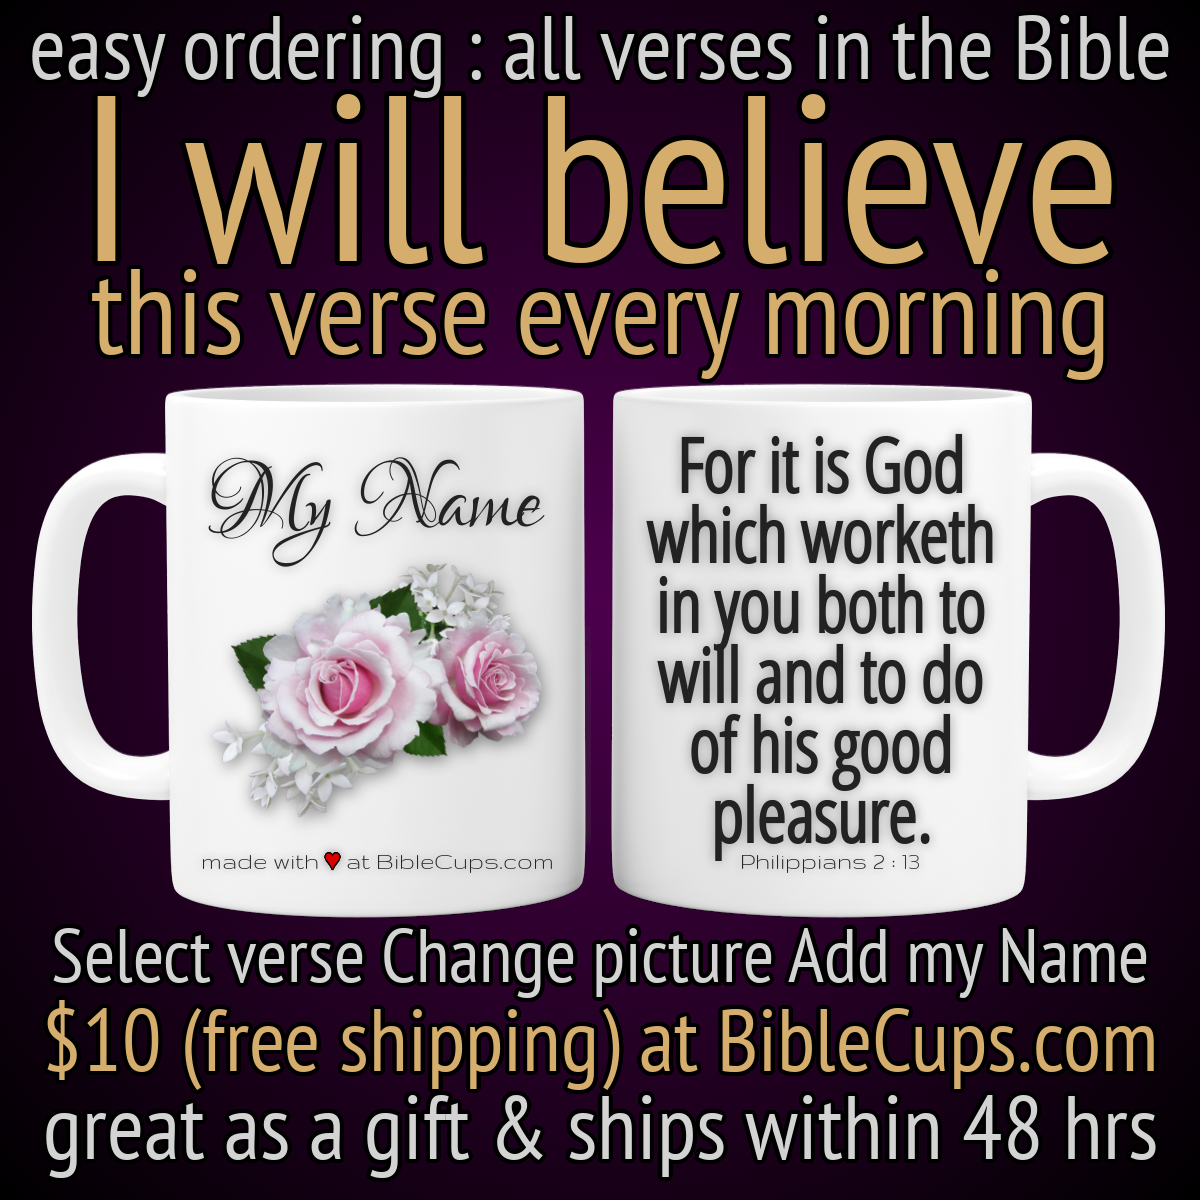 easy ordering : all verses in the Bible
I will believe
this verse every morning
My Name
made with ♥ at BibleCups.com
For it is God
which worketh
in you both to
will and to do
of his good
pleasure.
Philippians 2 : 13
Select verse Change picture Add my Name
$10 (free shipping) at BibleCups.com
great as a gift & ships within 48 hrs